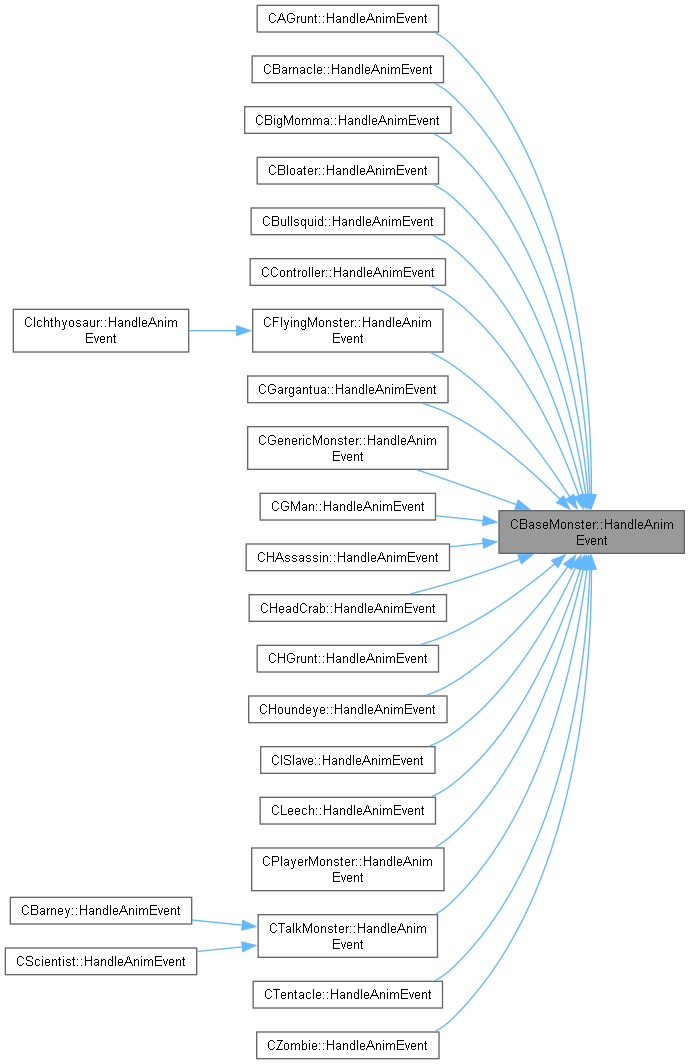 CAGrunt::HandleAnimEvent
CBarnacle::HandleAnimEvent
CBigMomma::HandleAnimEvent
CBloater::HandleAnimEvent
CBullsquid::HandleAnimEvent
CController::HandleAnimEvent
CIchthyosaur::HandleAnim
Event
CFlyingMonster::HandleAnim
Event
CGargantua::HandleAnimEvent
CGenericMonster::HandleAnim
Event
CGMan::HandleAnimEvent
CBaseMonster::HandleAnim
Event
CHAssassin::HandleAnimEvent
CHeadCrab::HandleAnimEvent
CHGrunt::HandleAnimEvent
CHoundeye::HandleAnimEvent
CISlave::HandleAnimEvent
CLeech::HandleAnimEvent
CPlayerMonster::HandleAnim
Event
CBarney::HandleAnimEvent
CTalkMonster::HandleAnim
Event
CScientist::HandleAnimEvent
CTentacle::HandleAnimEvent
CZombie::HandleAnimEvent